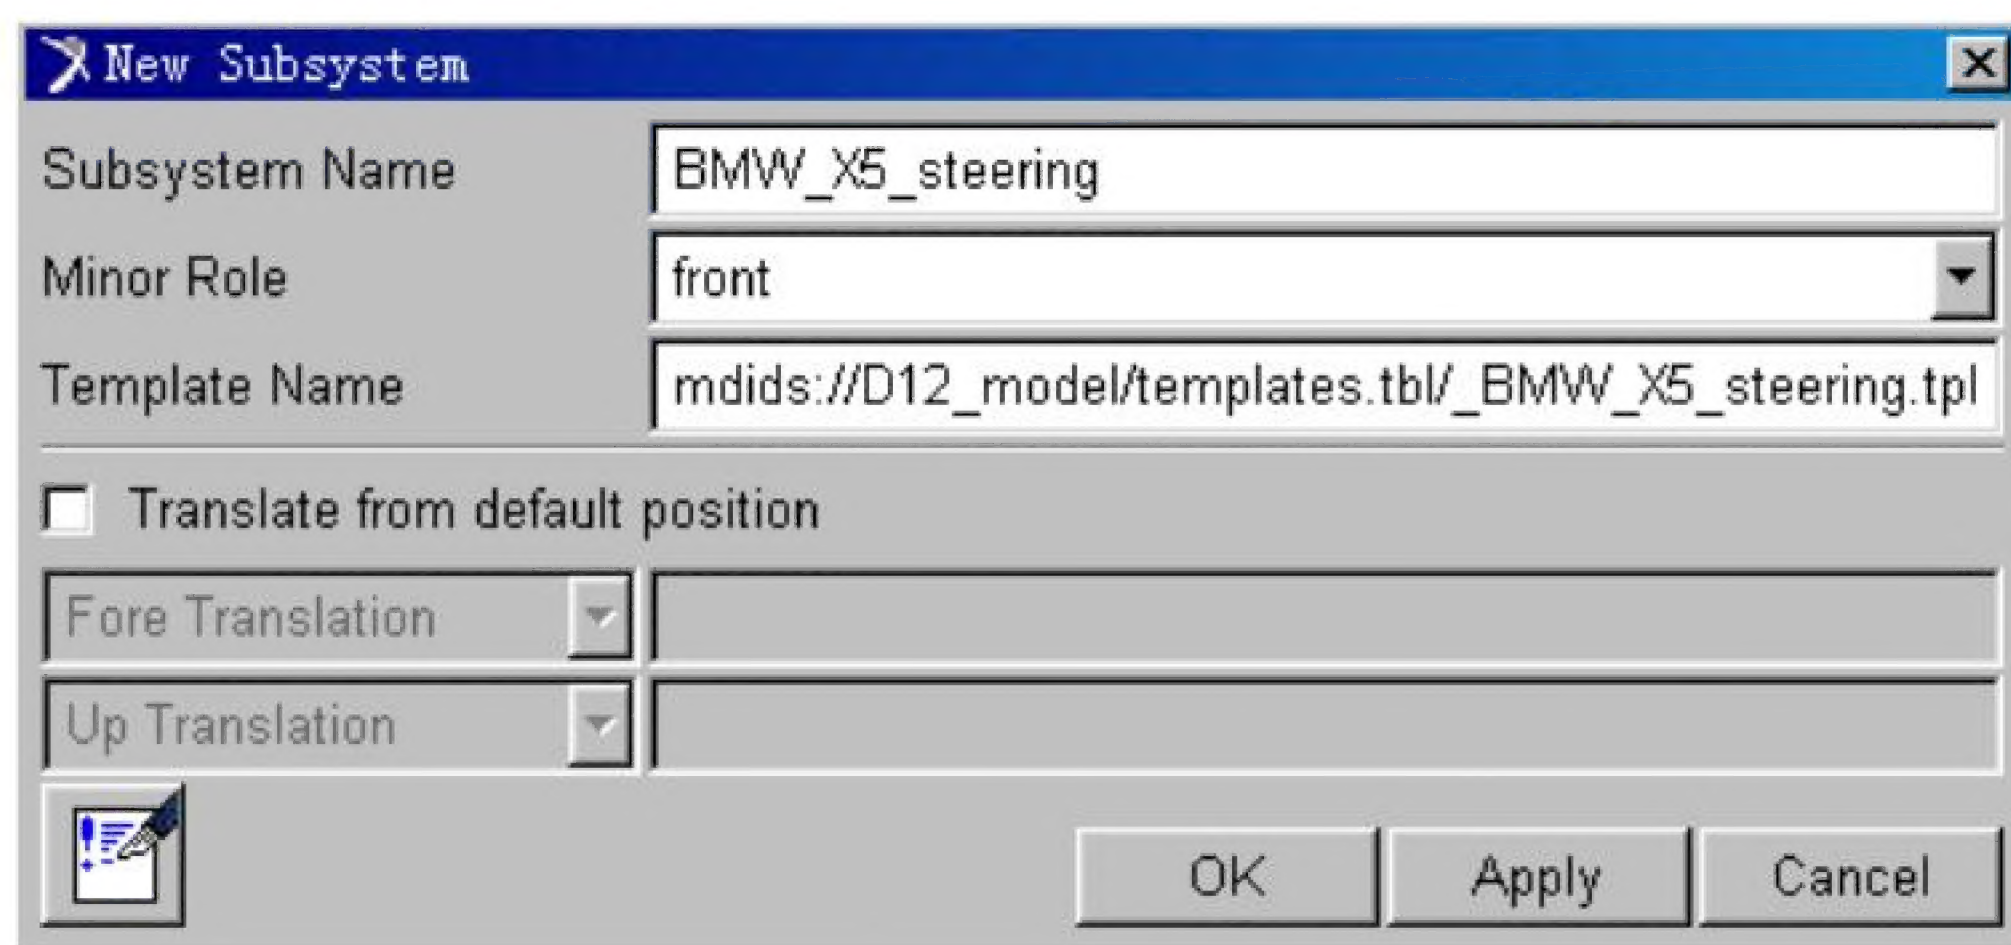 New Subsystem
Subsystem Name BMW_X5_steering
Minor Role front
Template Name mdids://D12_model/templates.tbl/_BMW_X5_steering.tpl
Translate from default position
Fore Translation
Up Translation
OK Apply Cancel